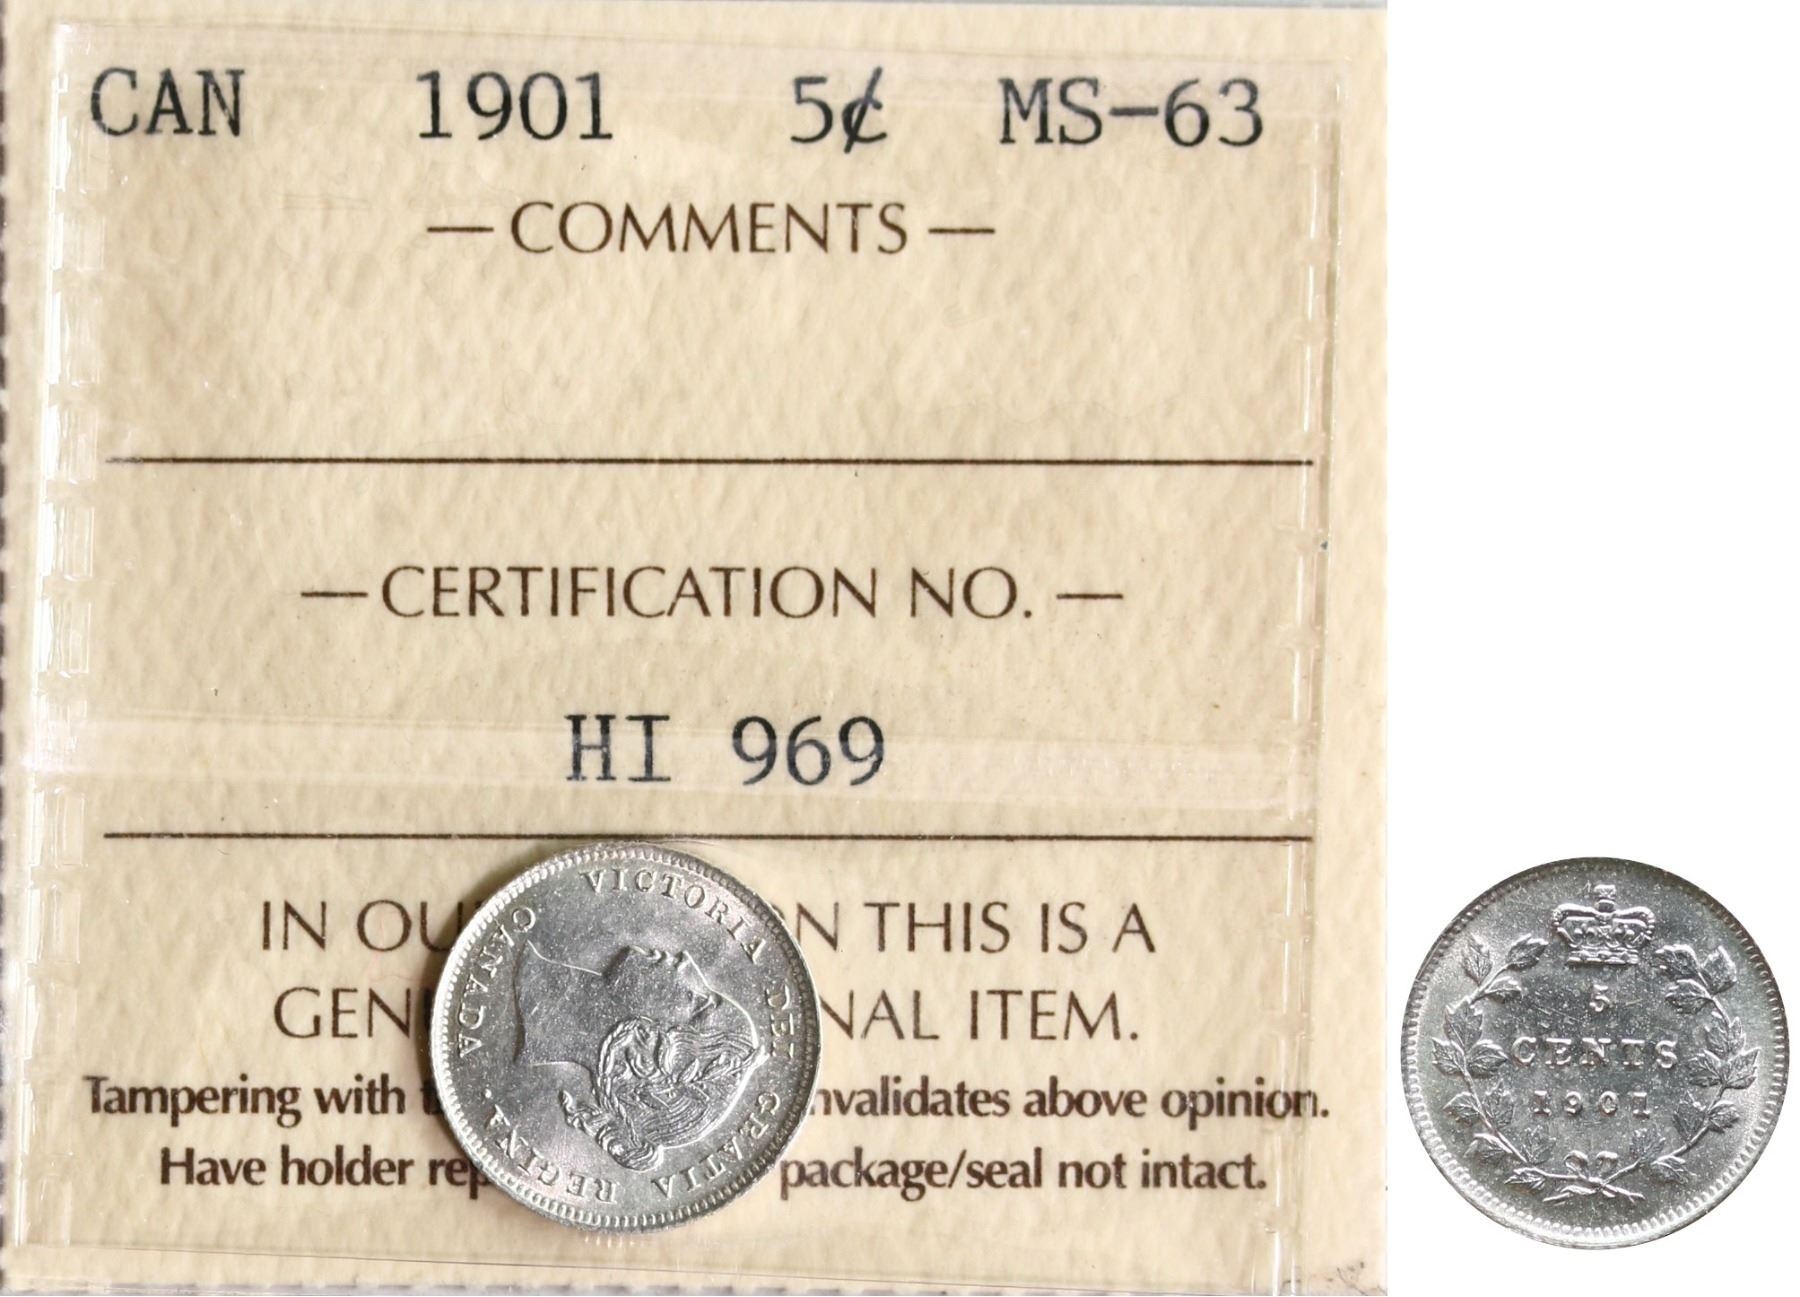 CAN 1901 5¢ MS-63
— COMMENTS —
— CERTIFICATION NO. —
HI 969
IN OU N THIS IS A
GEN NAL ITEM.
Tampering with t nvalidates above opinion.
Have holder rep package/seal not intact.
VICTORIA DEI GRATIA REGINA. CANADA
5
CENTS
1901